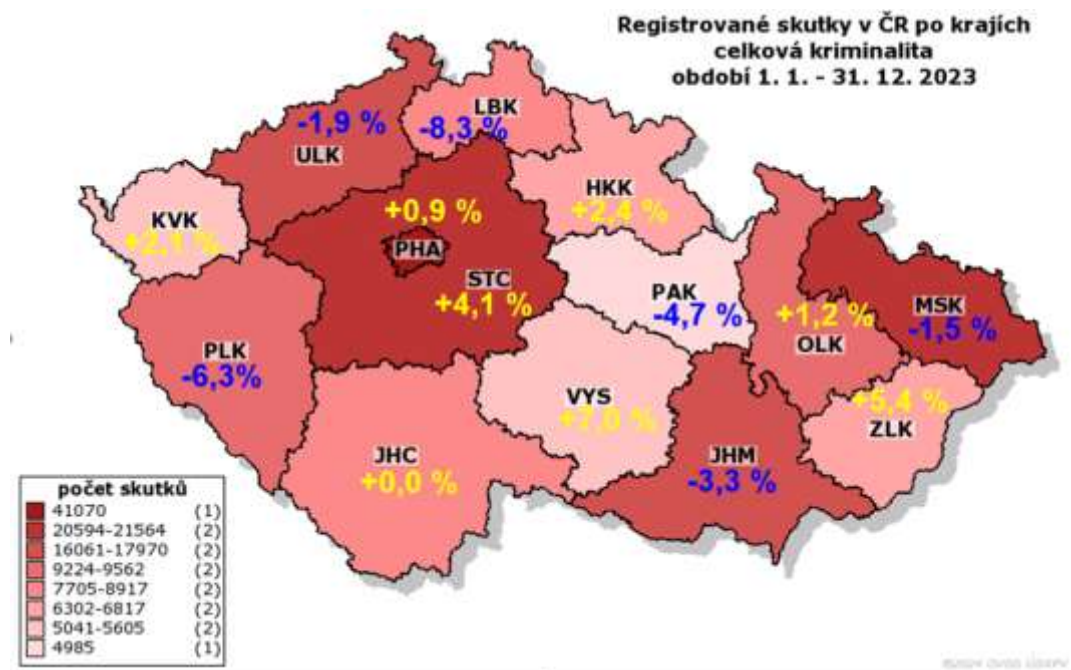 Registrované skutky v ČR po krajích
celková kriminalita
období 1. 1. - 31. 12. 2023
LBK
-8,3 %
-1,9 %
ULK
HKK
+2,4 %
KVK
+2,1 %
+0,9 %
PHA
STC
+4,1 %
PAK
-4,7 %
+1,2 %
OLK
MSK
-1,5 %
PLK
-6,3%
VYS
+7,0 %
+5,4 %
ZLK
JHC
+0,0 %
JHM
-3,3 %
počet skutků
41070 (1)
20594-21564 (2)
16061-17970 (2)
9224-9562 (2)
7705-8917 (2)
6302-6817 (2)
5041-5605 (2)
4985 (1)